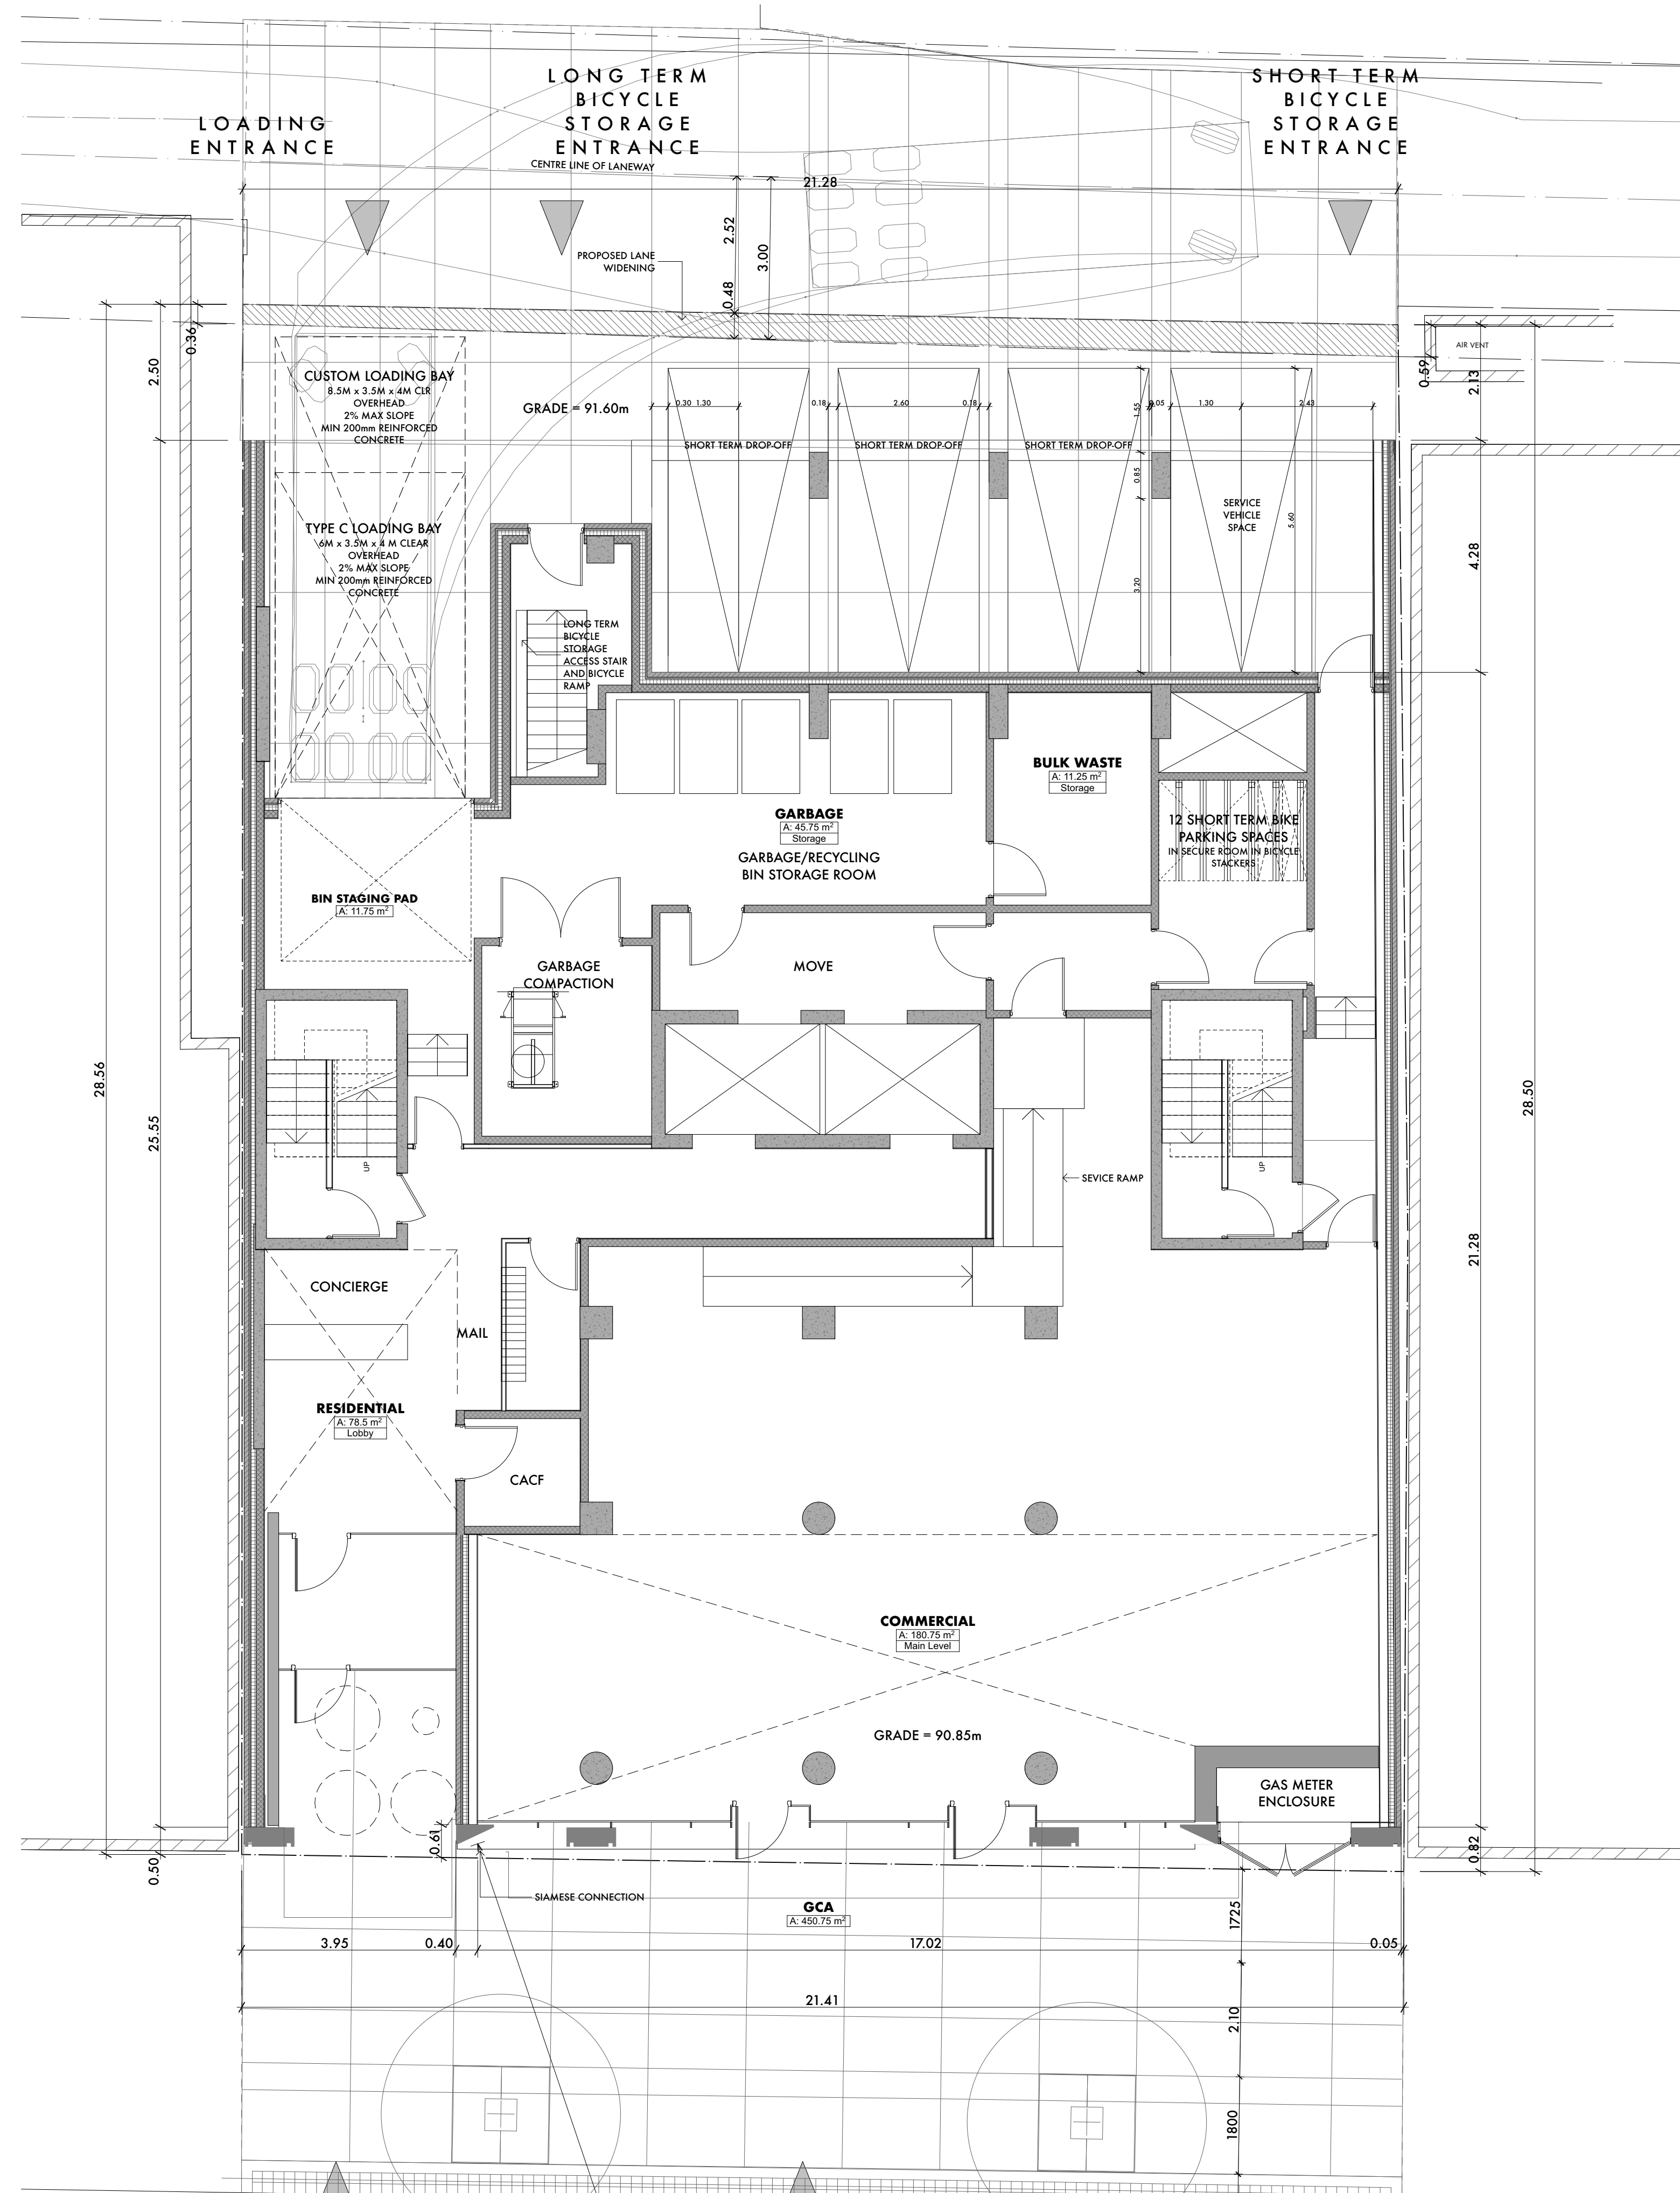 LOADING
ENTRANCE
LONG TERM
BICYCLE
STORAGE
ENTRANCE
SHORT TERM
BICYCLE
STORAGE
ENTRANCE
CENTRE LINE OF LANEWAY
21.28
2.52
3.00
0.48
PROPOSED LANE
WIDENING
0.36
2.50
AIR VENT
0.59
2.13
CUSTOM LOADING BAY
8.5M x 3.5M x 4M CLR
OVERHEAD
2% MAX SLOPE
MIN 200mm REINFORCED
CONCRETE
GRADE = 91.60m
0.30
1.30
0.18
2.60
0.18
1.55
0.05
1.30
2.43
SHORT TERM DROP-OFF
SHORT TERM DROP-OFF
SHORT TERM DROP-OFF
0.85
SERVICE
VEHICLE
SPACE
5.60
3.20
4.28
TYPE C LOADING BAY
6M x 3.5M x 4 M CLEAR
OVERHEAD
2% MAX SLOPE
MIN 200mm REINFORCED
CONCRETE
LONG TERM
BICYCLE
STORAGE
ACCESS STAIR
AND BICYCLE
RAMP
BULK WASTE
A: 11.25 m²
Storage
GARBAGE
A: 45.75 m²
Storage
GARBAGE/RECYCLING
BIN STORAGE ROOM
12 SHORT TERM BIKE
PARKING SPACES
IN SECURE ROOM IN BICYCLE
STACKERS
BIN STAGING PAD
A: 11.75 m²
GARBAGE
COMPACTION
MOVE
28.56
25.55
28.50
21.28
UP
UP
SEVICE RAMP
CONCIERGE
MAIL
RESIDENTIAL
A: 78.5 m²
Lobby
CACF
COMMERCIAL
A: 180.75 m²
Main Level
GRADE = 90.85m
GAS METER
ENCLOSURE
0.61
0.50
0.82
SIAMESE CONNECTION
GCA
A: 450.75 m²
1725
3.95
0.40
17.02
0.05
21.41
2.10
1800